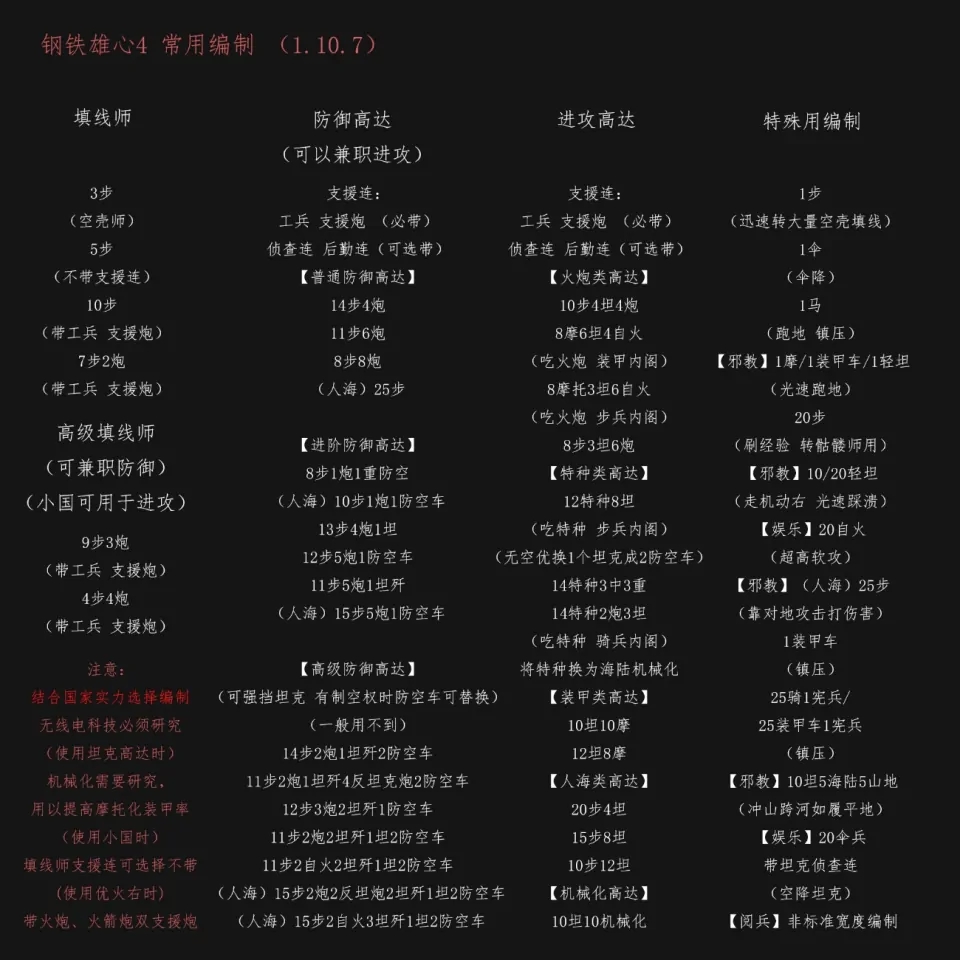 钢铁雄心4 常用编制 （1.10.7）
填线师
3步
（空壳师）
5步
（不带支援连）
10步
（带工兵 支援炮）
7步2炮
（带工兵 支援炮）
高级填线师
（可兼职防御）
（小国可用于进攻）
9步3炮
（带工兵 支援炮）
4步4炮
（带工兵 支援炮）
注意：
结合国家实力选择编制
无线电科技必须研究
（使用坦克高达时）
机械化需要研究，
用以提高摩托化装甲率
（使用小国时）
填线师支援连可选择不带
（使用优火右时）
带火炮、火箭炮双支援炮
防御高达
（可以兼职进攻）
支援连：
工兵 支援炮 （必带）
侦查连 后勤连（可选带）
【普通防御高达】
14步4炮
11步6炮
8步8炮
（人海）25步
【进阶防御高达】
8步1炮1重防空
（人海）10步1炮1防空车
13步4炮1坦
12步5炮1防空车
11步5炮1坦歼
（人海）15步5炮1防空车
【高级防御高达】
（可强挡坦克 有制空权时防空车可替换）
（一般用不到）
14步2炮1坦歼2防空车
11步2炮1坦歼4反坦克炮2防空车
12步3炮2坦歼1防空车
11步2炮2坦歼1坦2防空车
11步2自火2坦歼1坦2防空车
（人海）15步2炮2反坦炮2坦歼1坦2防空车
（人海）15步2自火3坦歼1坦2防空车
进攻高达
支援连：
工兵 支援炮 （必带）
侦查连 后勤连（可选带）
【火炮类高达】
10步4坦4炮
8摩6坦4自火
（吃火炮 装甲内阁）
8摩托3坦6自火
（吃火炮 步兵内阁）
8步3坦6炮
【特种类高达】
12特种8坦
（吃特种 步兵内阁）
（无空优换1个坦克成2防空车）
14特种3中3重
14特种2炮3坦
（吃特种 骑兵内阁）
将特种换为海陆机械化
【装甲类高达】
10坦10摩
12坦8摩
【人海类高达】
20步4坦
15步8坦
10步12坦
【机械化高达】
10坦10机械化
特殊用编制
1步
（迅速转大量空壳填线）
1伞
（伞降）
1马
（跑地 镇压）
【邪教】1摩/1装甲车/1轻坦
（光速跑地）
20步
（刷经验 转骷髅师用）
【邪教】10/20轻坦
（走机动右 光速踩溃）
【娱乐】20自火
（超高软攻）
【邪教】（人海）25步
（靠对地攻击打伤害）
1装甲车
（镇压）
25骑1宪兵/
25装甲车1宪兵
（镇压）
【邪教】10坦5海陆5山地
（冲山跨河如履平地）
【娱乐】20伞兵
带坦克侦查连
（空降坦克）
【阅兵】非标准宽度编制